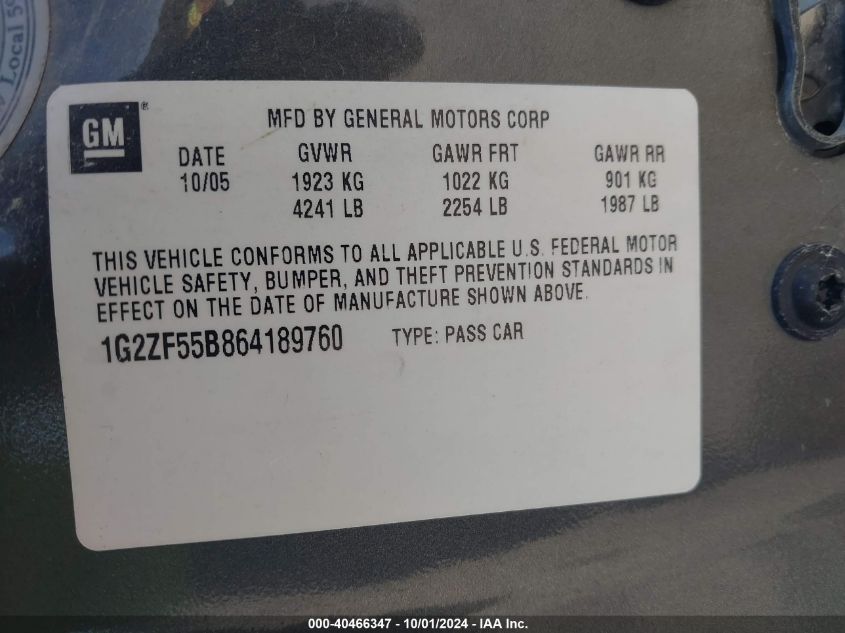 Local 59
GM®
MFD BY GENERAL MOTORS CORP
DATE GVWR GAWR FRT GAWR RR
10/05 1923 KG 1022 KG 901 KG
4241 LB 2254 LB 1987 LB
THIS VEHICLE CONFORMS TO ALL APPLICABLE U.S. FEDERAL MOTOR
VEHICLE SAFETY, BUMPER, AND THEFT PREVENTION STANDARDS IN
EFFECT ON THE DATE OF MANUFACTURE SHOWN ABOVE.
1G2ZF55B864189760 TYPE: PASS CAR
000-40466347 - 10/01/2024 - IAA Inc.